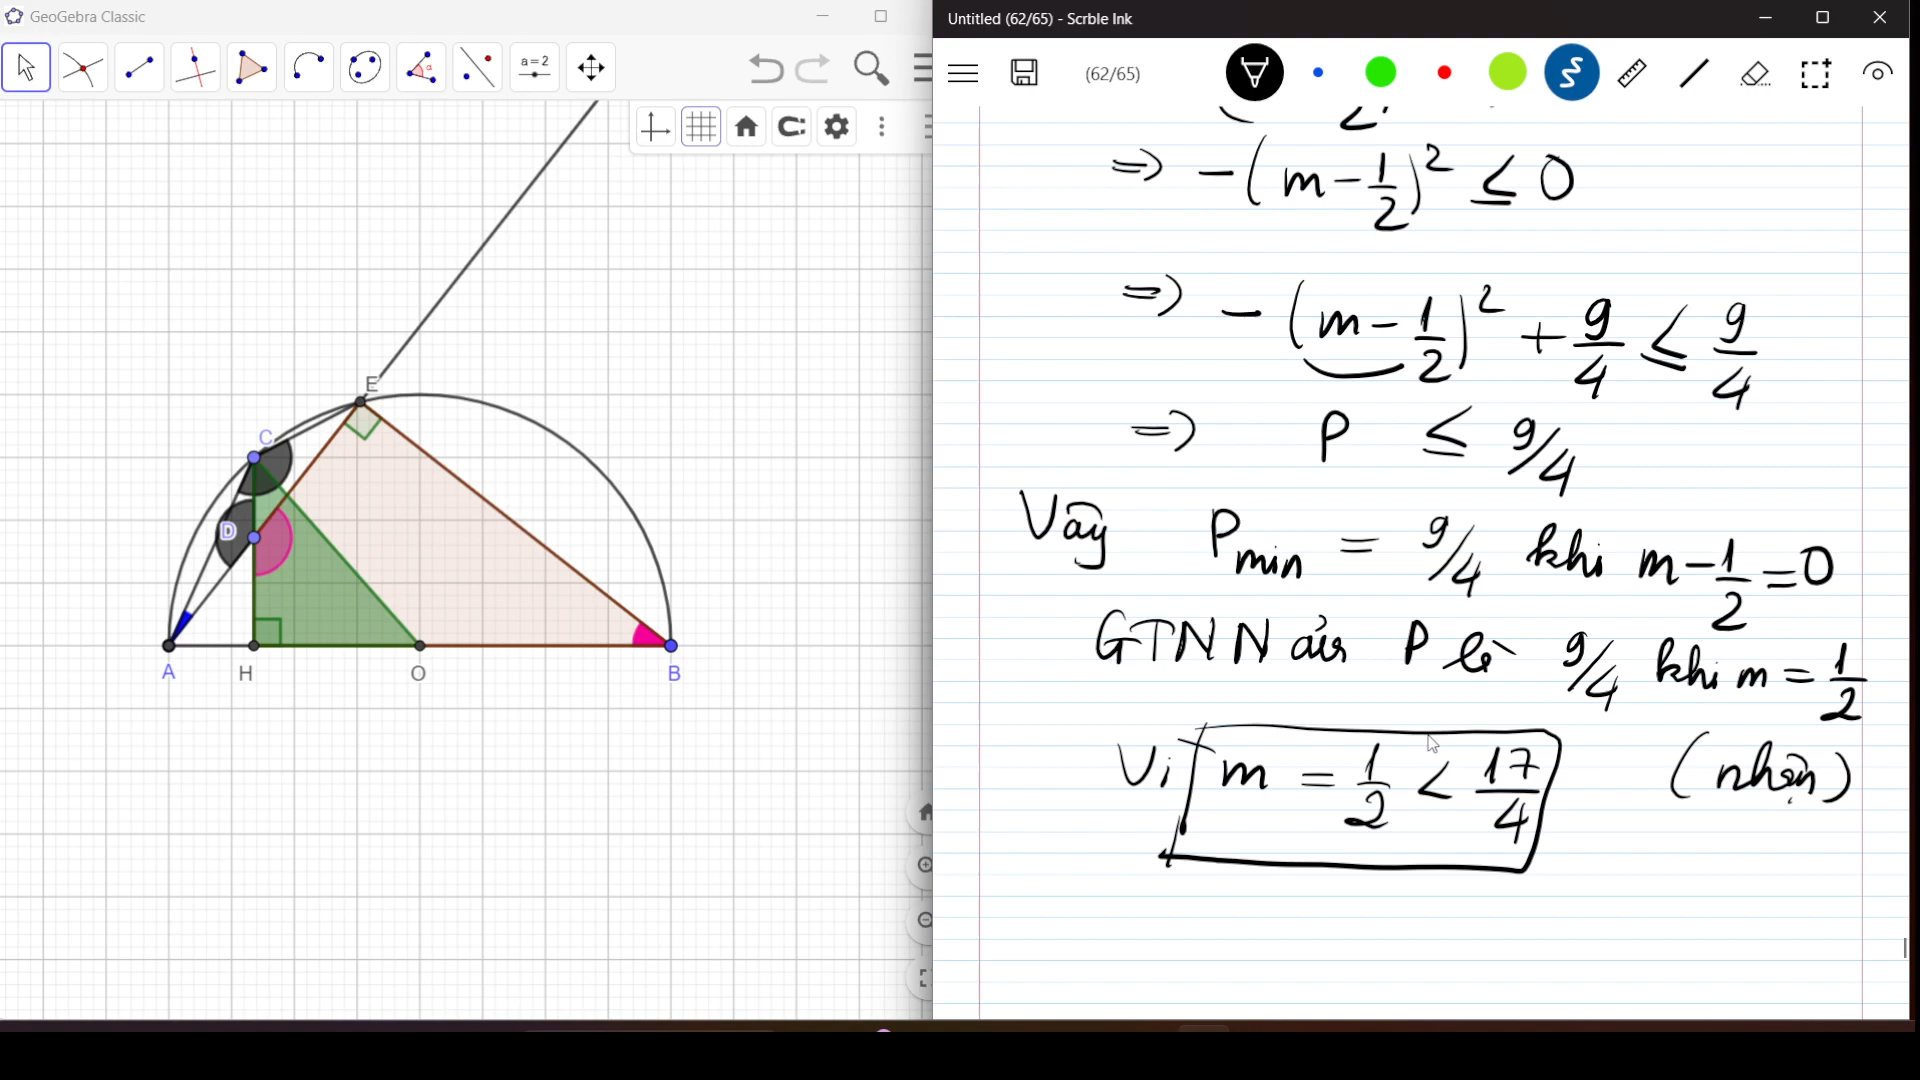 GeoGebra Classic
a = 2
α
E
C
D
A H O B
Untitled (62/65) - Scrble Ink
(62/65)
⇒ -(m - 1/2)² ≤ 0
⇒ -(m - 1/2)² + 9/4 ≤ 9/4
⇒ P ≤ 9/4
Vậy P min = 9/4 khi m - 1/2 = 0
GTNN của P là 9/4 khi m = 1/2
Vì m = 1/2 < 17/4 (nhận)